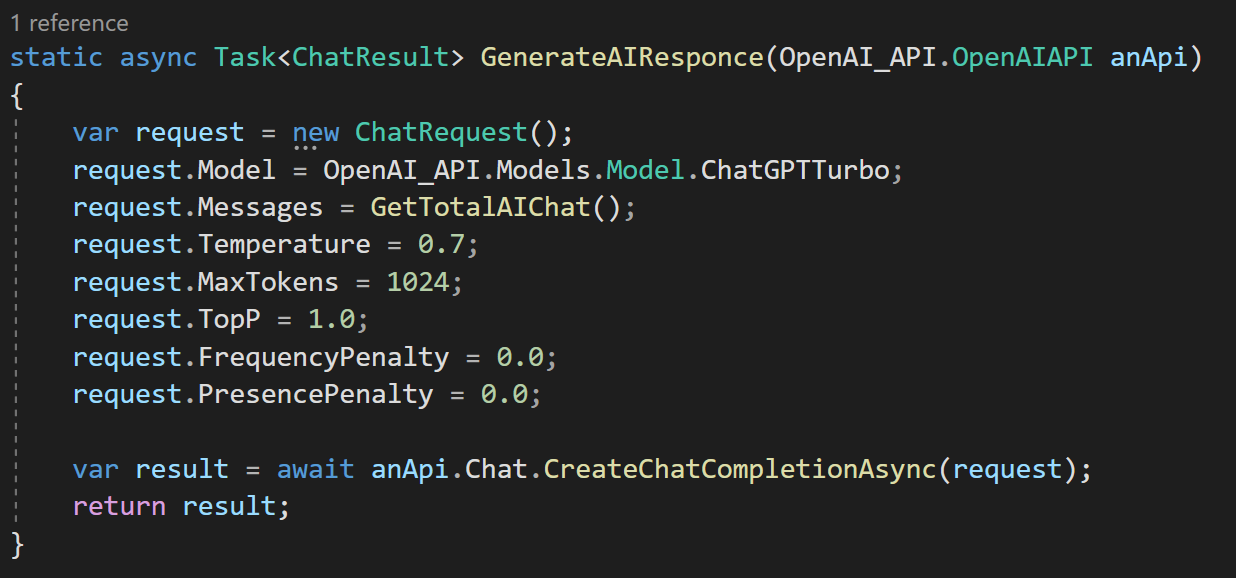 1 reference
static async Task<ChatResult> GenerateAIResponce(OpenAI_API.OpenAIAPI anApi)
{
    var request = new ChatRequest();
    request.Model = OpenAI_API.Models.Model.ChatGPTTurbo;
    request.Messages = GetTotalAIChat();
    request.Temperature = 0.7;
    request.MaxTokens = 1024;
    request.TopP = 1.0;
    request.FrequencyPenalty = 0.0;
    request.PresencePenalty = 0.0;

    var result = await anApi.Chat.CreateChatCompletionAsync(request);
    return result;
}